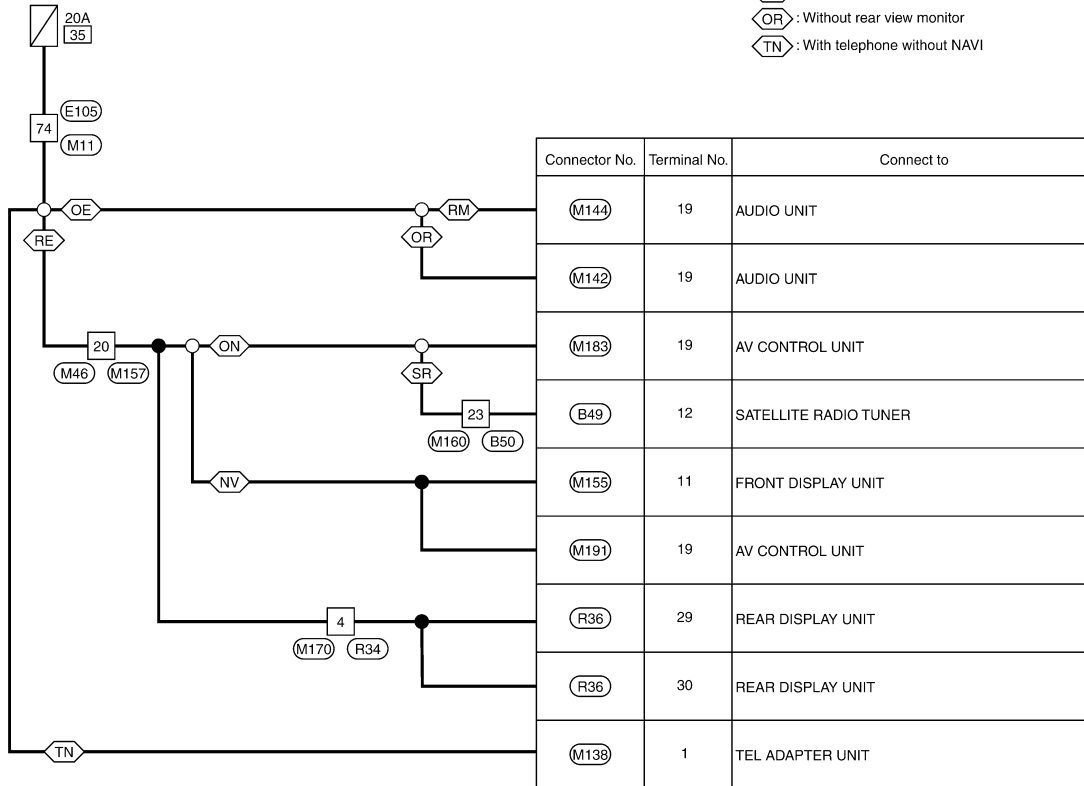 20A
35
OR : Without rear view monitor
TN : With telephone without NAVI
E105
74
M11
Connector No. Terminal No. Connect to
OE RM M144 19 AUDIO UNIT
RE OR
M142 19 AUDIO UNIT
20 ON M183 19 AV CONTROL UNIT
M46 M157 SR
23 B49 12 SATELLITE RADIO TUNER
M160 B50
NV M155 11 FRONT DISPLAY UNIT
M191 19 AV CONTROL UNIT
4 R36 29 REAR DISPLAY UNIT
M170 R34
R36 30 REAR DISPLAY UNIT
TN M138 1 TEL ADAPTER UNIT